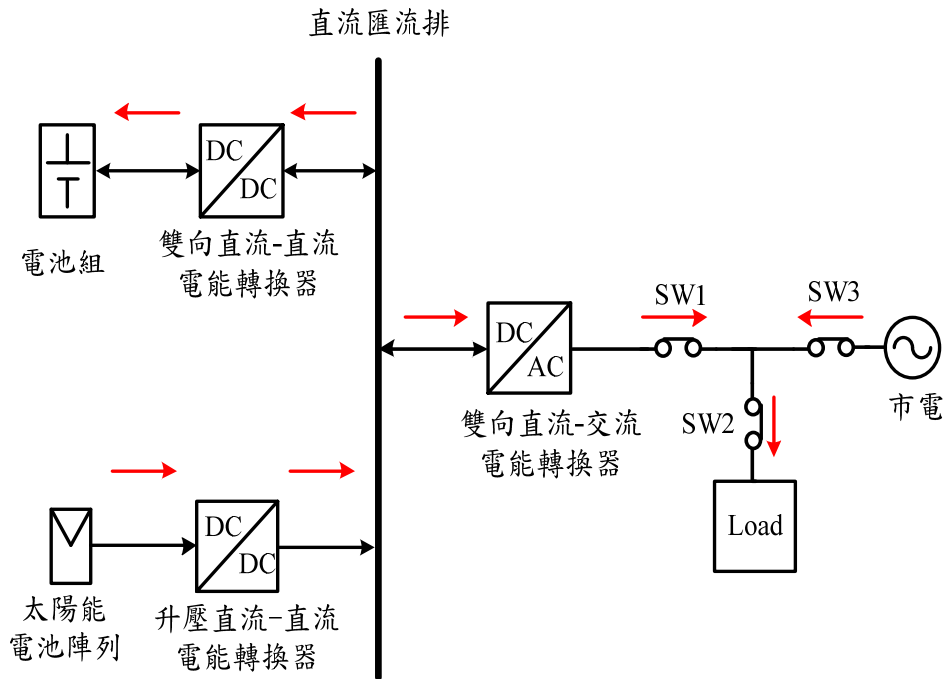 直流匯流排
DC
DC
電池組
雙向直流-直流
電能轉換器
SW1
SW3
DC
AC
市電
雙向直流-交流
電能轉換器
SW2
Load
DC
DC
太陽能
電池陣列
升壓直流-直流
電能轉換器